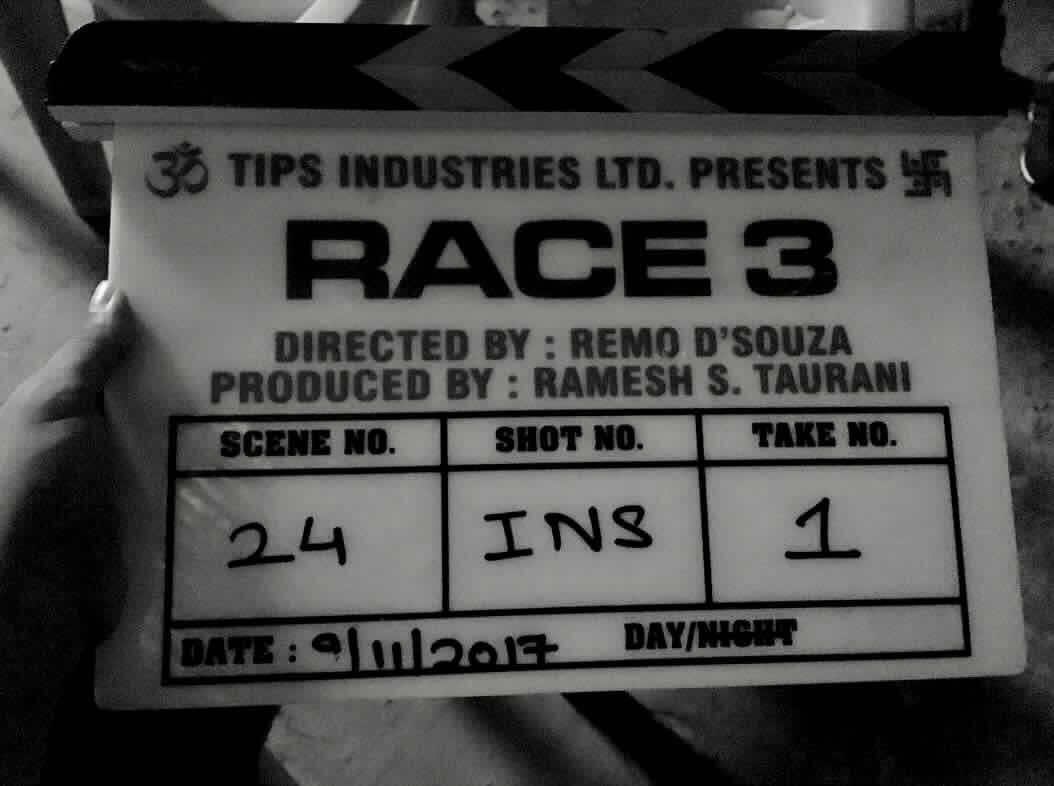 ॐ TIPS INDUSTRIES LTD. PRESENTS 卐
RACE 3
DIRECTED BY : REMO D'SOUZA
PRODUCED BY : RAMESH S. TAURANI
SCENE NO. SHOT NO. TAKE NO.
24 INS 1
DATE : 9/11/2017 DAY/NIGHT